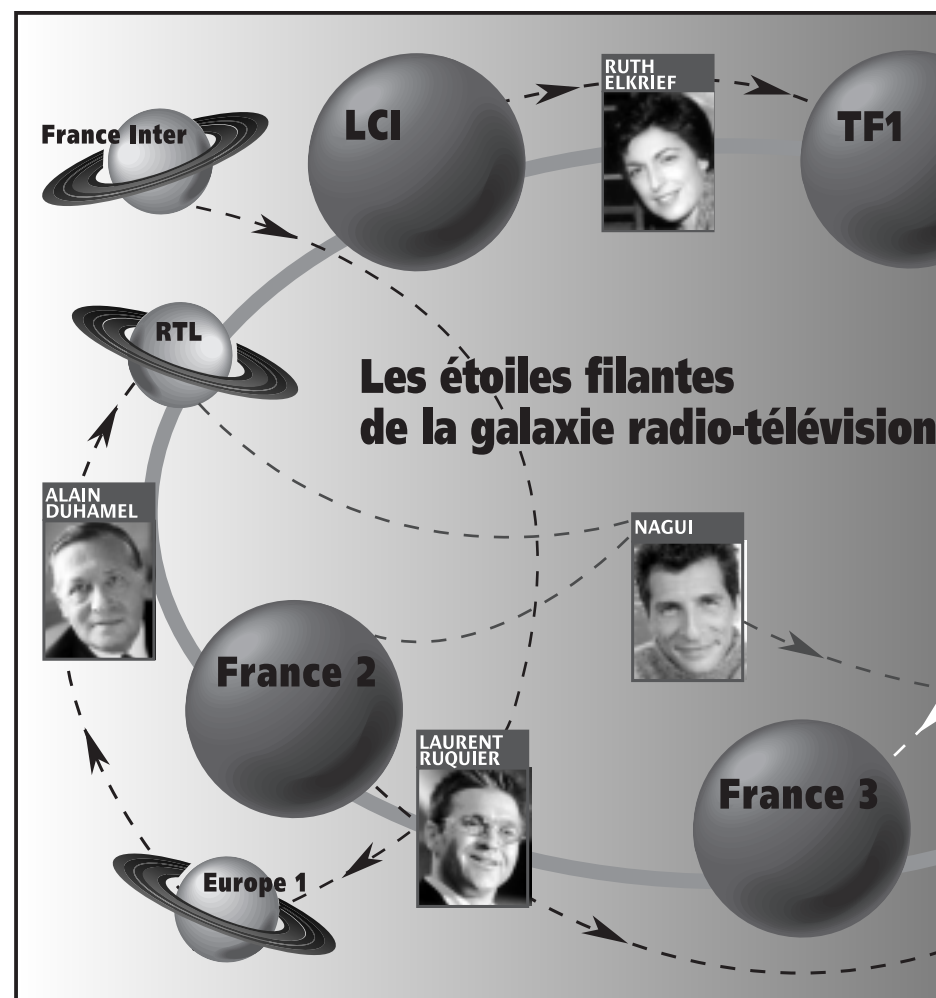 RUTH
ELKRIEF
LCI
TF1
France Inter
RTL
Les étoiles filantes
de la galaxie radio-télévision
ALAIN
DUHAMEL
NAGUI
France 2
LAURENT
RUQUIER
France 3
Europe 1